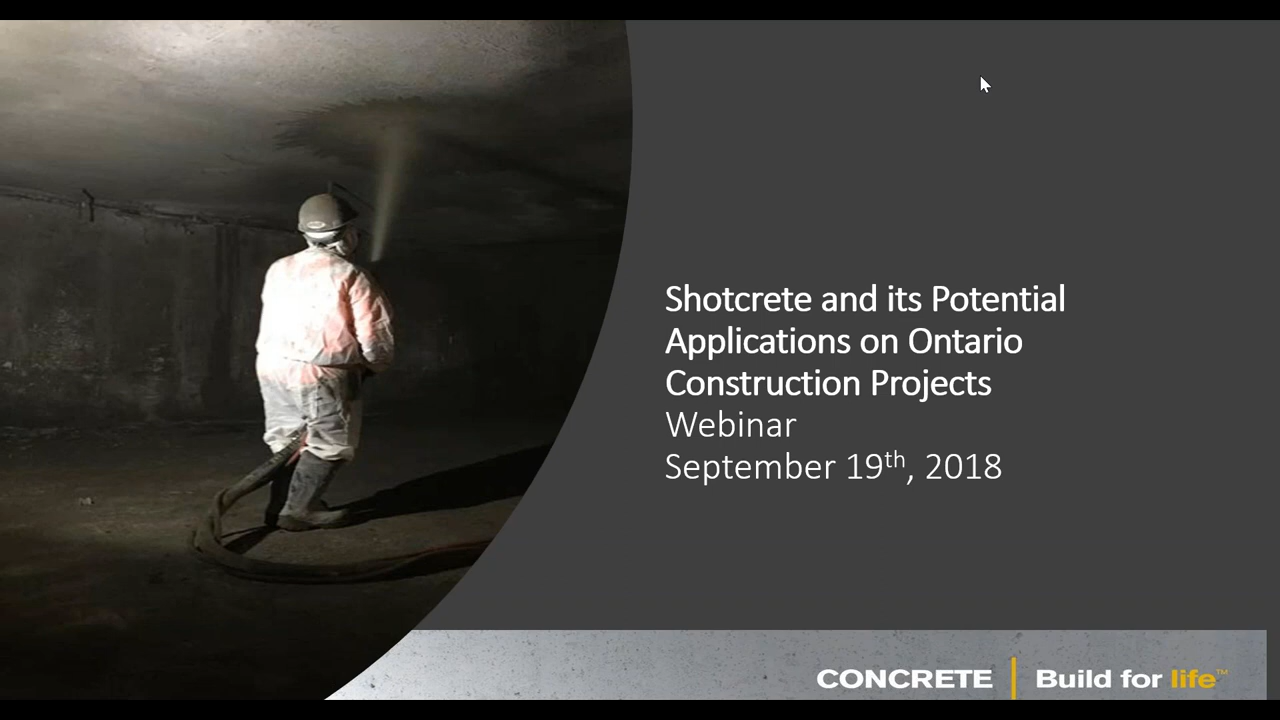 Shotcrete and its Potential
Applications on Ontario
Construction Projects
Webinar
September 19th, 2018
CONCRETE | Build for life™